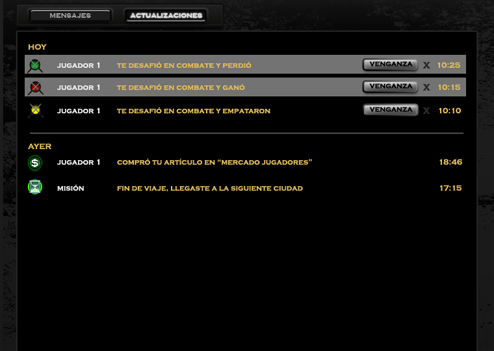 MENSAJES
ACTUALIZACIONES
HOY
JUGADOR 1 TE DESAFIÓ EN COMBATE Y PERDIÓ VENGANZA X 10:25
JUGADOR 1 TE DESAFIÓ EN COMBATE Y GANÓ VENGANZA X 10:15
JUGADOR 1 TE DESAFIÓ EN COMBATE Y EMPATARON VENGANZA X 10:10
AYER
$ JUGADOR 1 COMPRÓ TU ARTÍCULO EN "MERCADO JUGADORES" 18:46
MISIÓN FIN DE VIAJE, LLEGASTE A LA SIGUIENTE CIUDAD 17:15